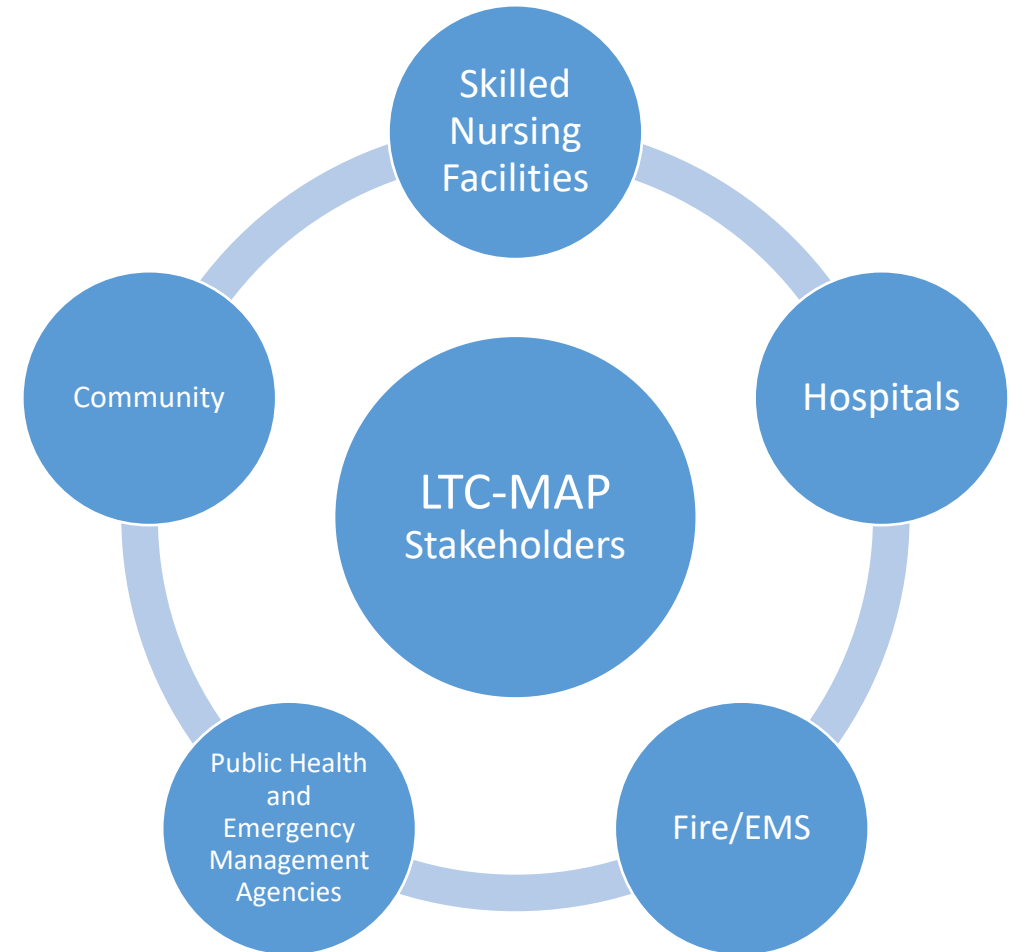 Skilled
Nursing
Facilities
Community
Hospitals
LTC-MAP
Stakeholders
Public Health
and
Emergency
Management
Agencies
Fire/EMS